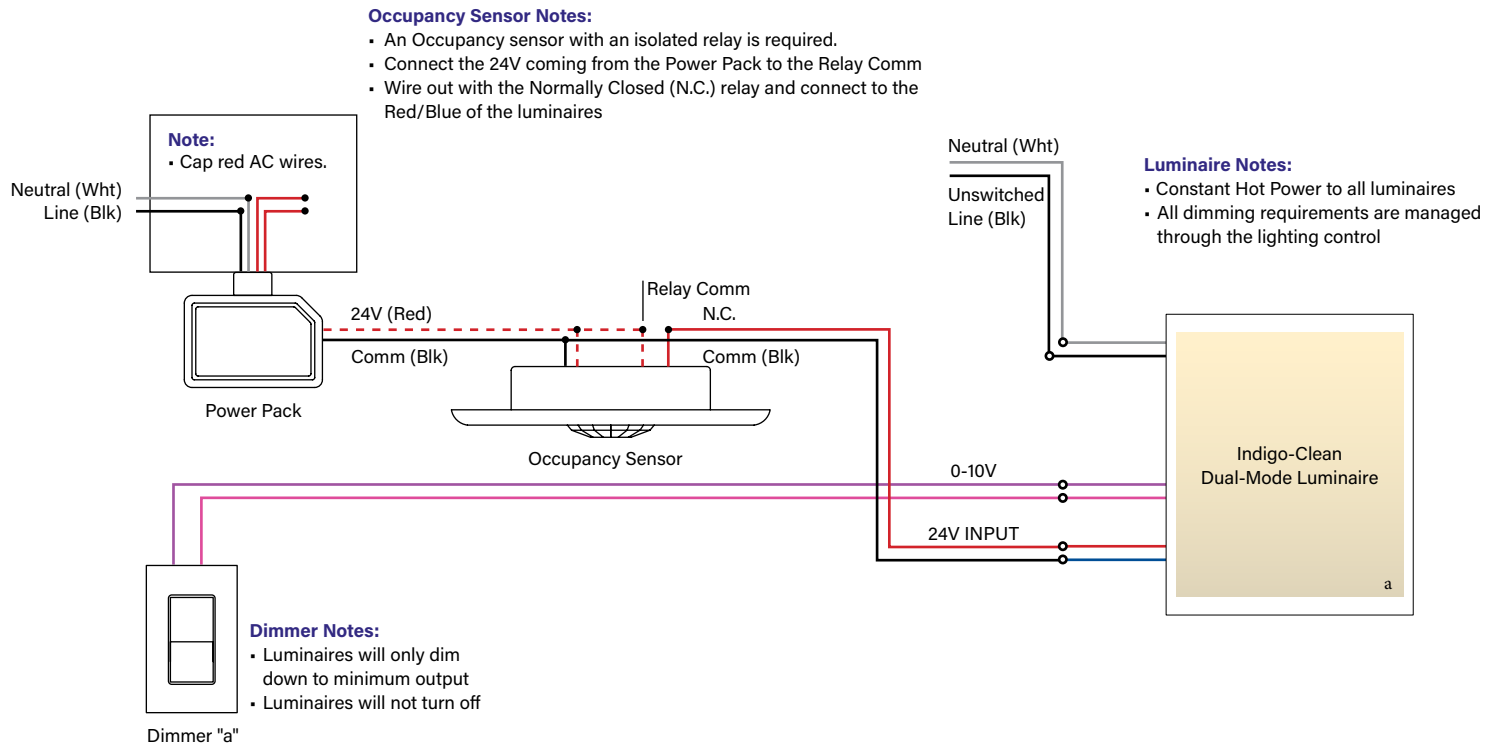 Occupancy Sensor Notes:
▪ An Occupancy sensor with an isolated relay is required.
▪ Connect the 24V coming from the Power Pack to the Relay Comm
▪ Wire out with the Normally Closed (N.C.) relay and connect to the
Red/Blue of the luminaires
Note:
▪ Cap red AC wires.
Neutral (Wht)
Line (Blk)
Neutral (Wht)
Unswitched
Line (Blk)
Luminaire Notes:
▪ Constant Hot Power to all luminaires
▪ All dimming requirements are managed
through the lighting control
Relay Comm
24V (Red)
N.C.
Comm (Blk)
Comm (Blk)
Power Pack
Occupancy Sensor
0-10V
24V INPUT
Indigo-Clean
Dual-Mode Luminaire
a
Dimmer Notes:
▪ Luminaires will only dim
down to minimum output
▪ Luminaires will not turn off
Dimmer "a"